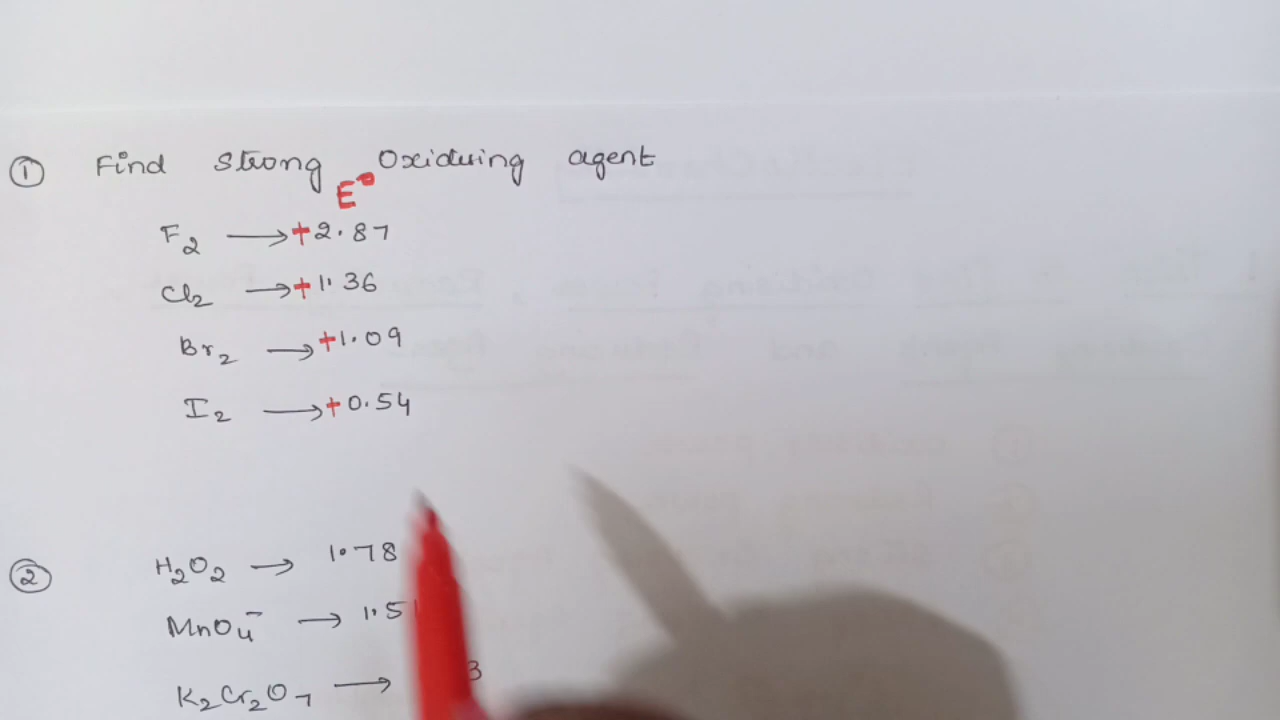 ① Find Strong Oxidising agent
E°
F₂ → +2.87
Cl₂ → +1.36
Br₂ → +1.09
I₂ → +0.54
② H₂O₂ → 1.78
MnO₄⁻ → 1.51
K₂Cr₂O₇ → 3